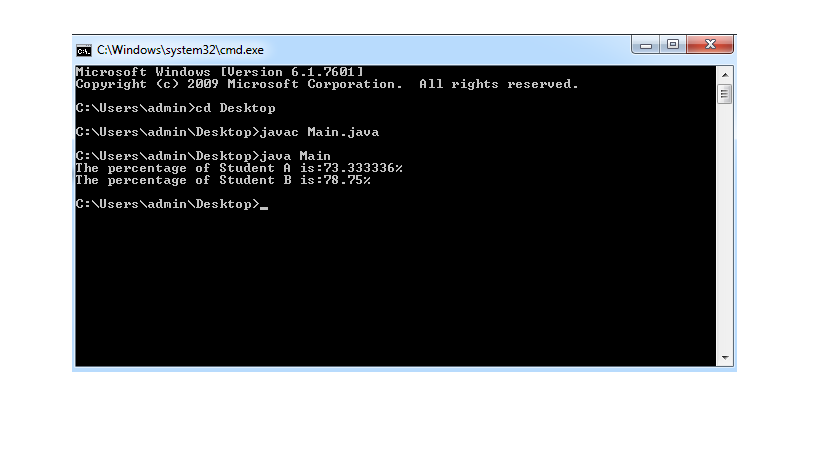 C:\Windows\system32\cmd.exe
Microsoft Windows [Version 6.1.7601]
Copyright (c) 2009 Microsoft Corporation.  All rights reserved.
C:\Users\admin>cd Desktop
C:\Users\admin\Desktop>javac Main.java
C:\Users\admin\Desktop>java Main
The percentage of Student A is:73.333336%
The percentage of Student B is:78.75%
C:\Users\admin\Desktop>_